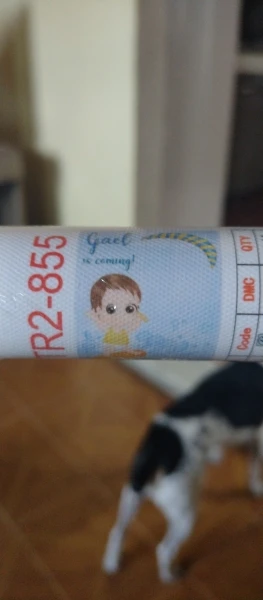 TR2-855
Gael
is coming!
Code
DMC
QTY